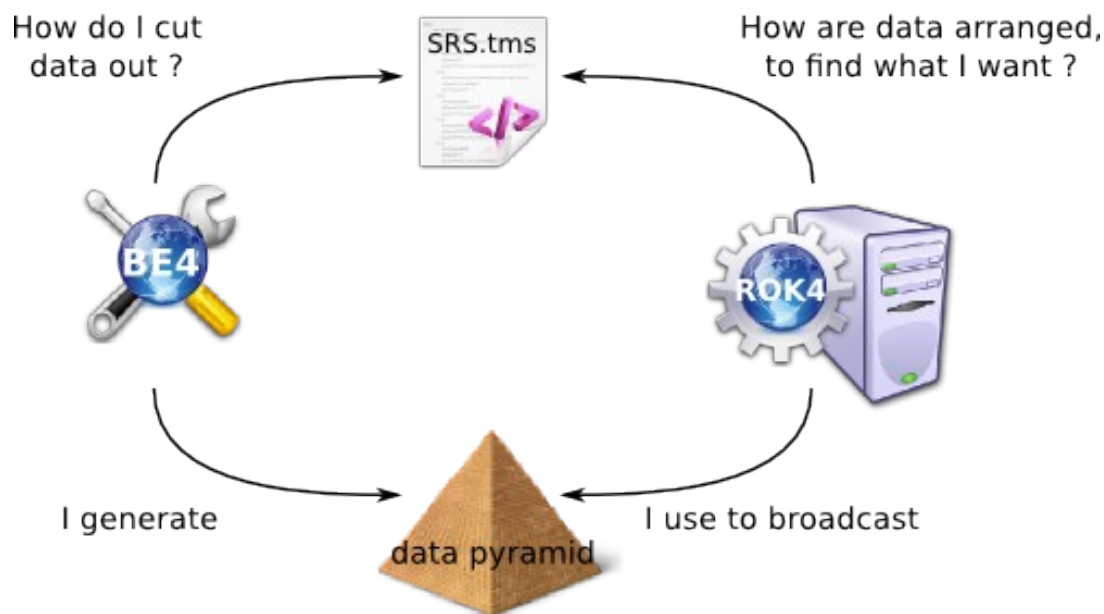 How do I cut
data out ?
SRS.tms
How are data arranged,
to find what I want ?
BE4
ROK4
I generate
data pyramid
I use to broadcast